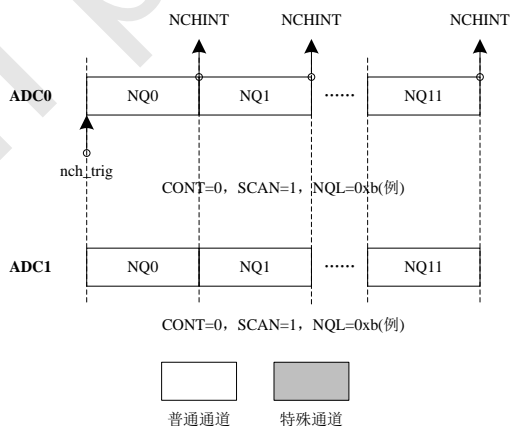 NCHINT NCHINT NCHINT
ADC0 NQ0 NQ1 ...... NQ11
nch_trig
CONT=0，SCAN=1，NQL=0xb(例)
ADC1 NQ0 NQ1 ...... NQ11
CONT=0，SCAN=1，NQL=0xb(例)
普通通道 特殊通道